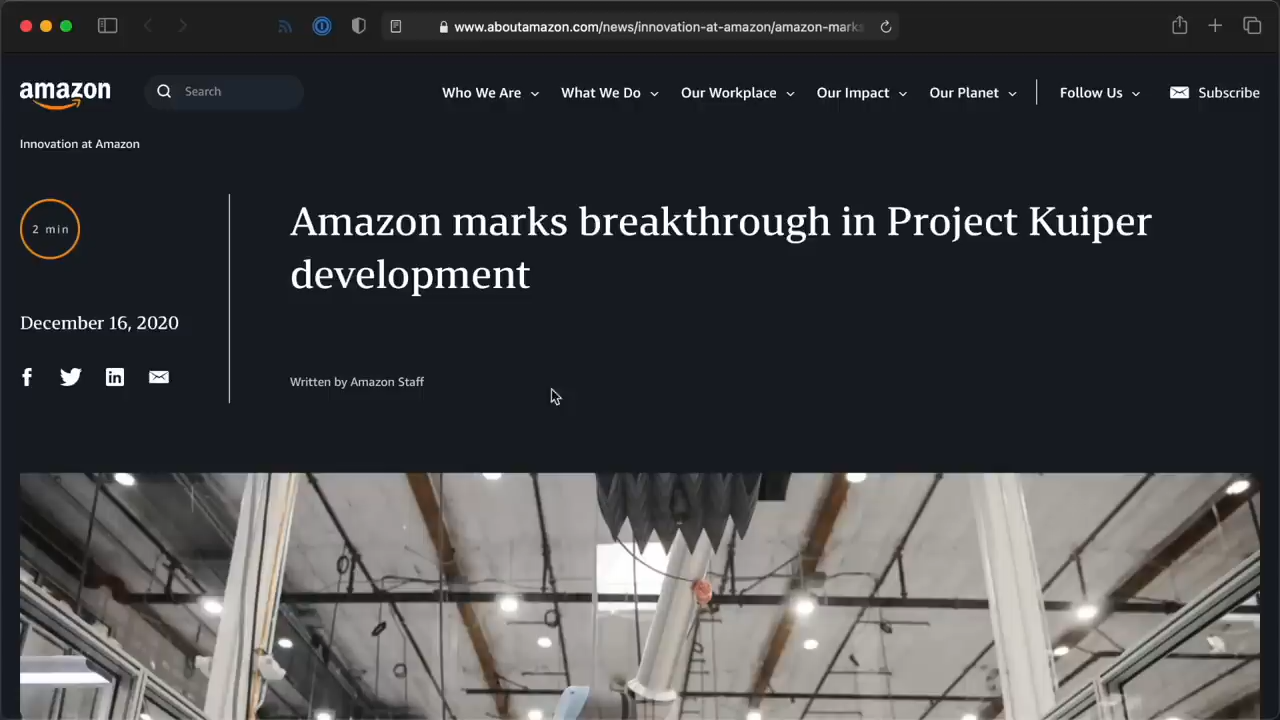 www.aboutamazon.com/news/innovation-at-amazon/amazon-marks
amazon
Search
Who We Are
What We Do
Our Workplace
Our Impact
Our Planet
Follow Us
Subscribe
Innovation at Amazon
2 min
Amazon marks breakthrough in Project Kuiper
development
December 16, 2020
Written by Amazon Staff